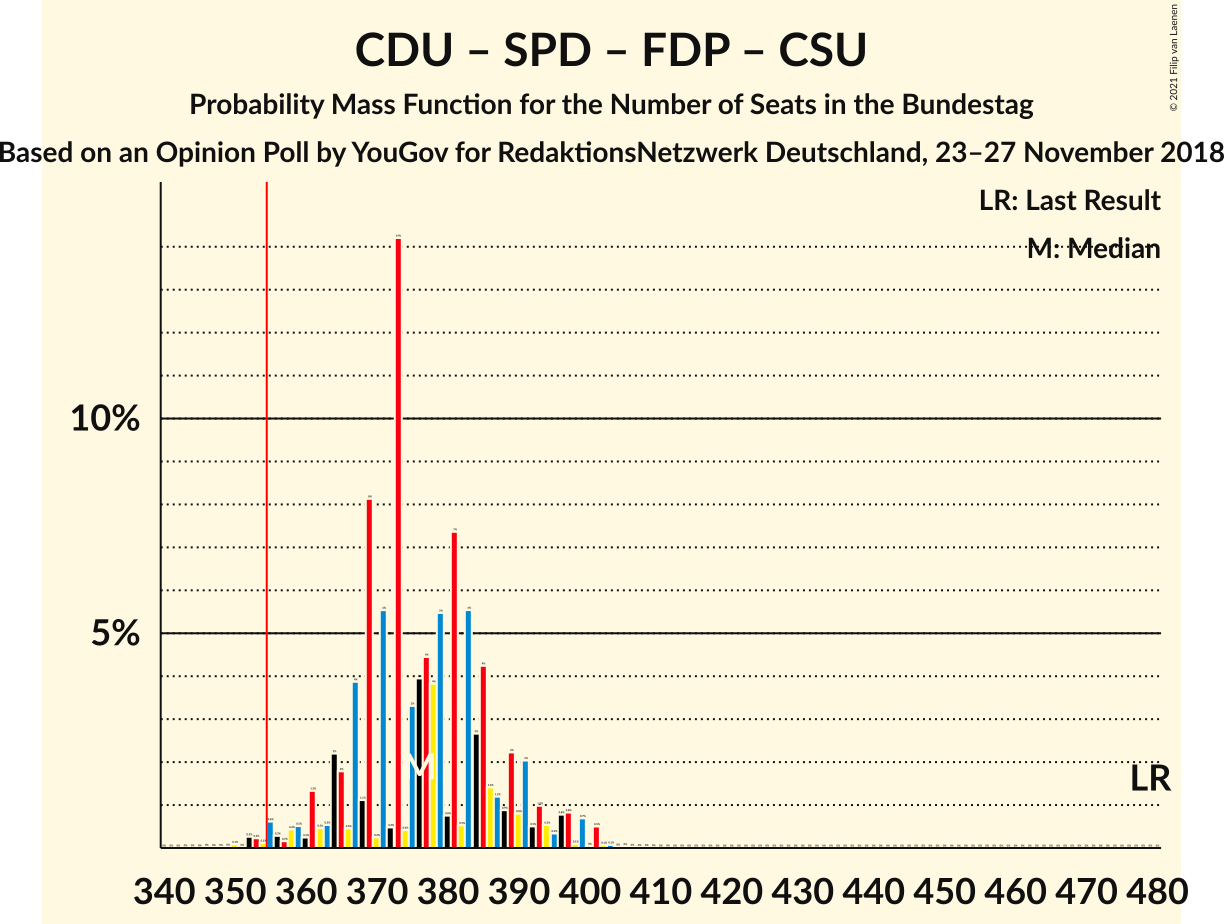 CDU – SPD – FDP – CSU
Probability Mass Function for the Number of Seats in the Bundestag
Based on an Opinion Poll by YouGov for RedaktionsNetzwerk Deutschland, 23–27 November 2018
© 2021 Filip van Laenen
LR: Last Result
M: Median
10%
5%
M
LR
340 350 360 370 380 390 400 410 420 430 440 450 460 470 480